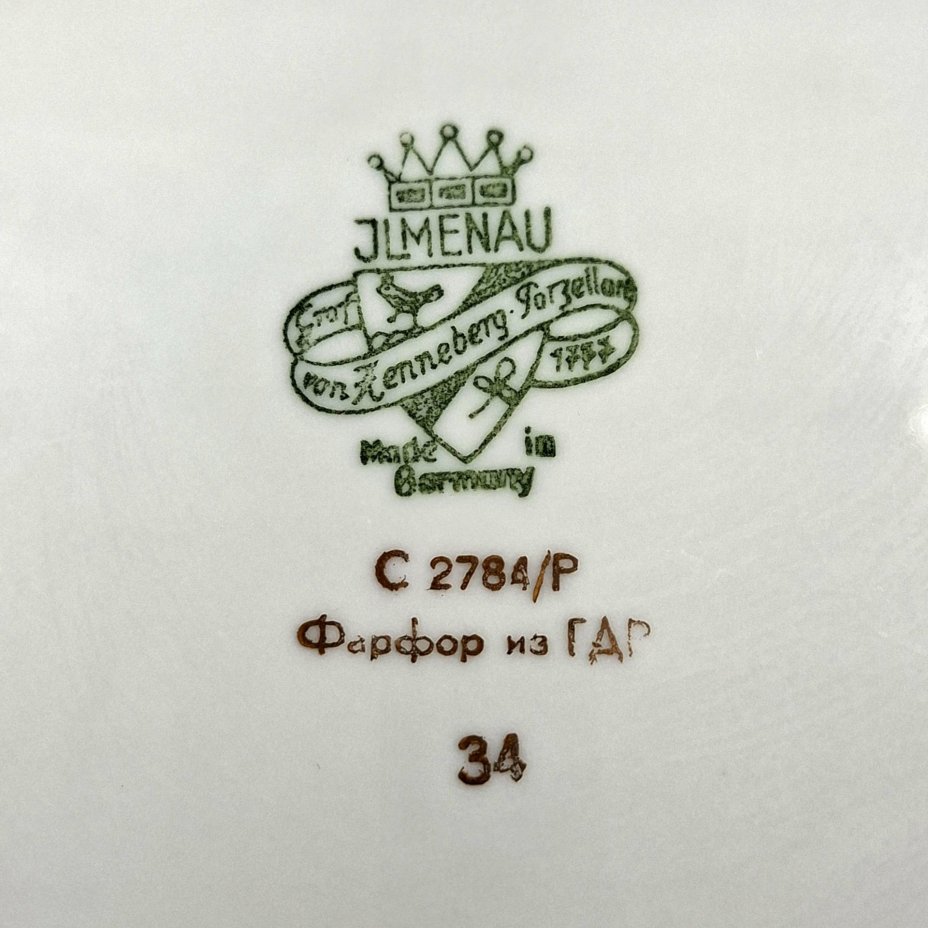 JLMENAU
Graf
von Henneberg · Porzellan
1777
Made in
Germany
C 2784/P
Фарфор из ГДР
34